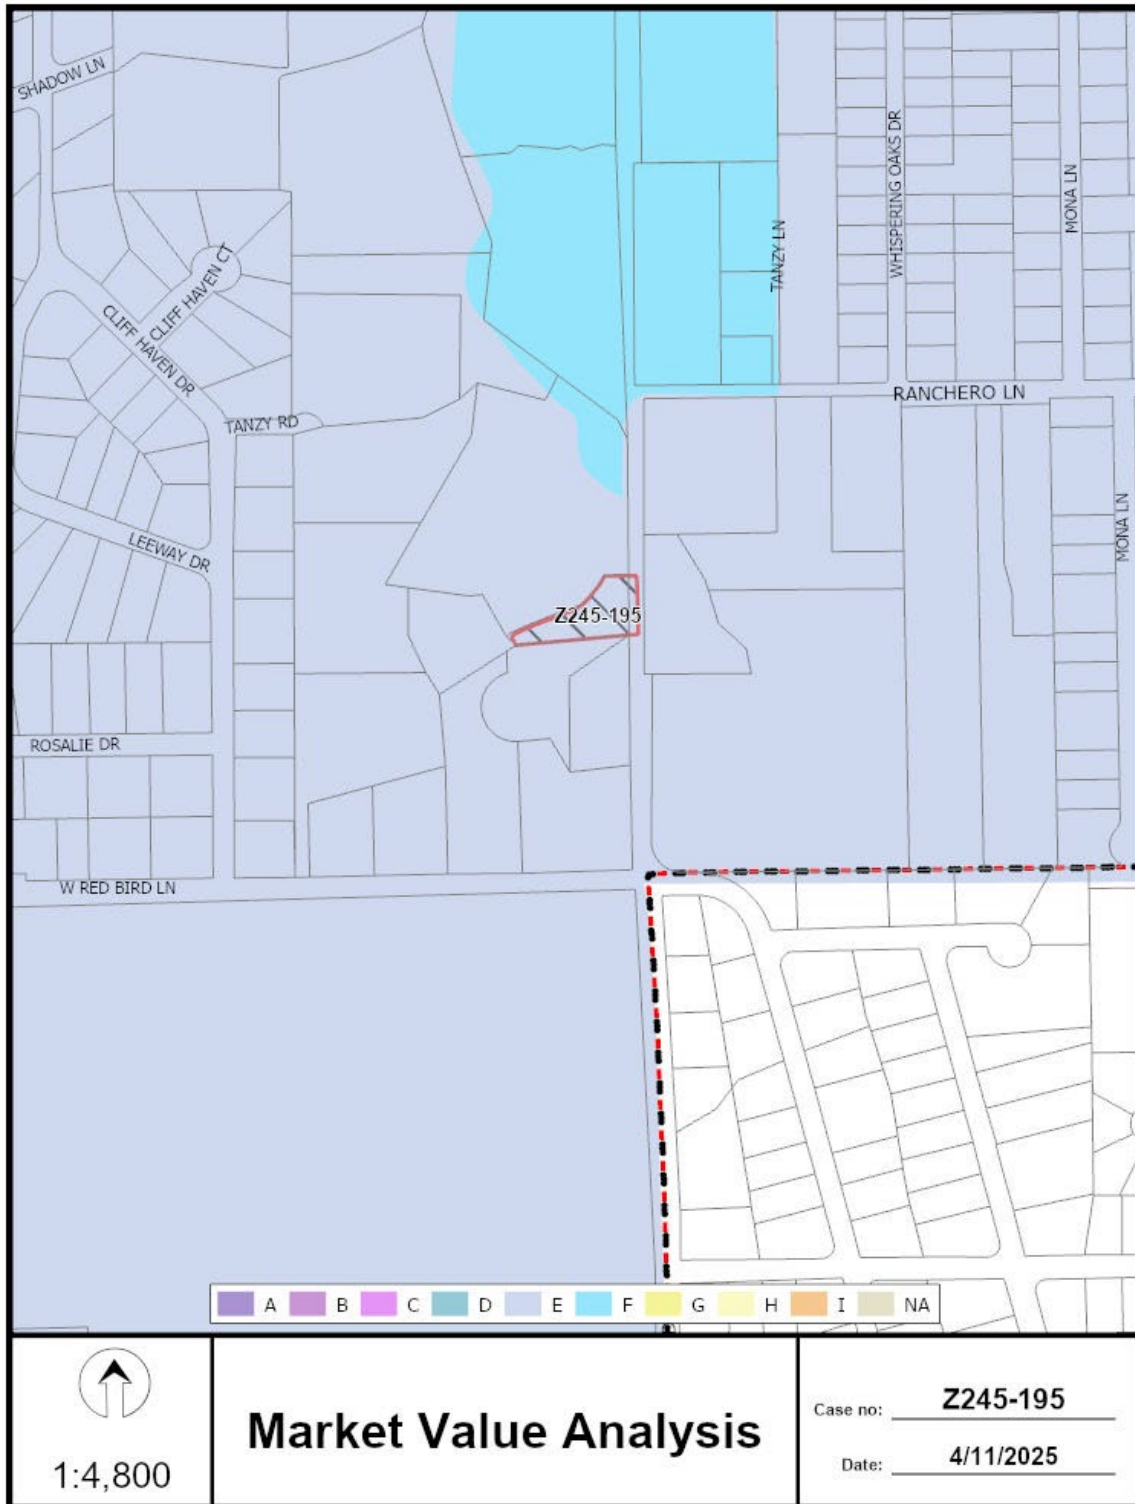 SHADOW LN
WHISPERING OAKS DR
MONA LN
TANZY LN
CLIFF HAVEN CT
CLIFF HAVEN DR
RANCHERO LN
TANZY RD
MONA LN
LEEWAY DR
Z245-195
ROSALIE DR
W RED BIRD LN
A B C D E F G H I NA
1:4,800
Market Value Analysis
Case no: Z245-195
Date: 4/11/2025